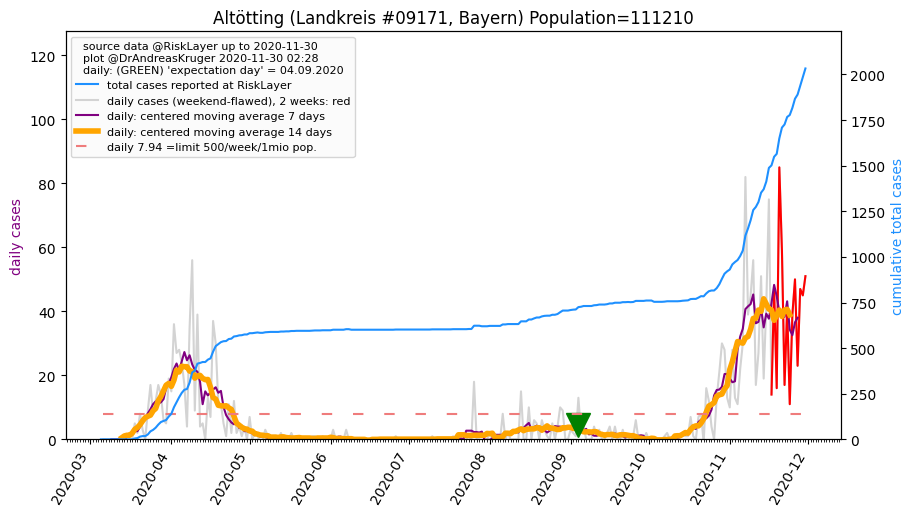 Altötting (Landkreis #09171, Bayern) Population=111210
source data @RiskLayer up to 2020-11-30
plot @DrAndreasKruger 2020-11-30 02:28
daily: (GREEN) 'expectation day' = 04.09.2020
total cases reported at RiskLayer
daily cases (weekend-flawed), 2 weeks: red
daily: centered moving average 7 days
daily: centered moving average 14 days
daily 7.94 =limit 500/week/1mio pop.
daily cases
120
100
80
60
40
20
0
cumulative total cases
2000
1750
1500
1250
1000
750
500
250
0
2020-03
2020-04
2020-05
2020-06
2020-07
2020-08
2020-09
2020-10
2020-11
2020-12